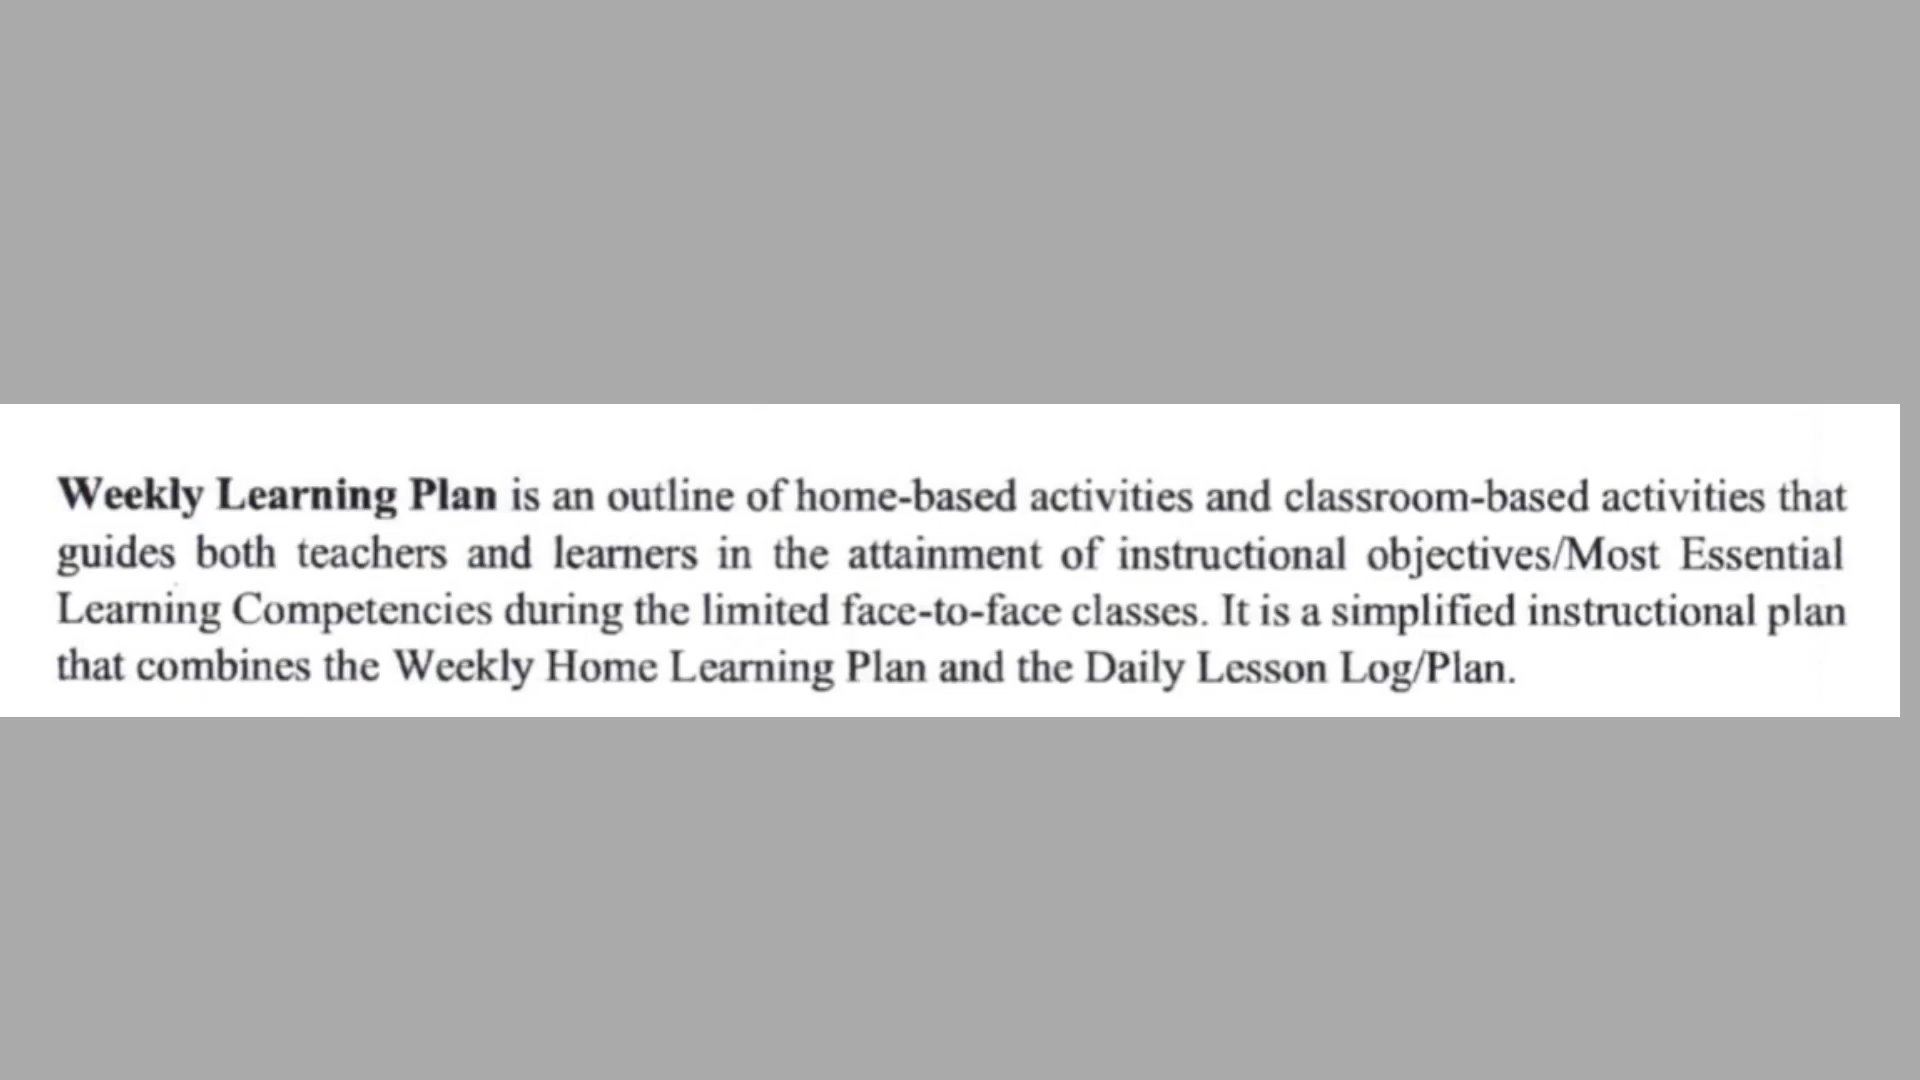 Weekly Learning Plan is an outline of home-based activities and classroom-based activities that
guides both teachers and learners in the attainment of instructional objectives/Most Essential
Learning Competencies during the limited face-to-face classes. It is a simplified instructional plan
that combines the Weekly Home Learning Plan and the Daily Lesson Log/Plan.